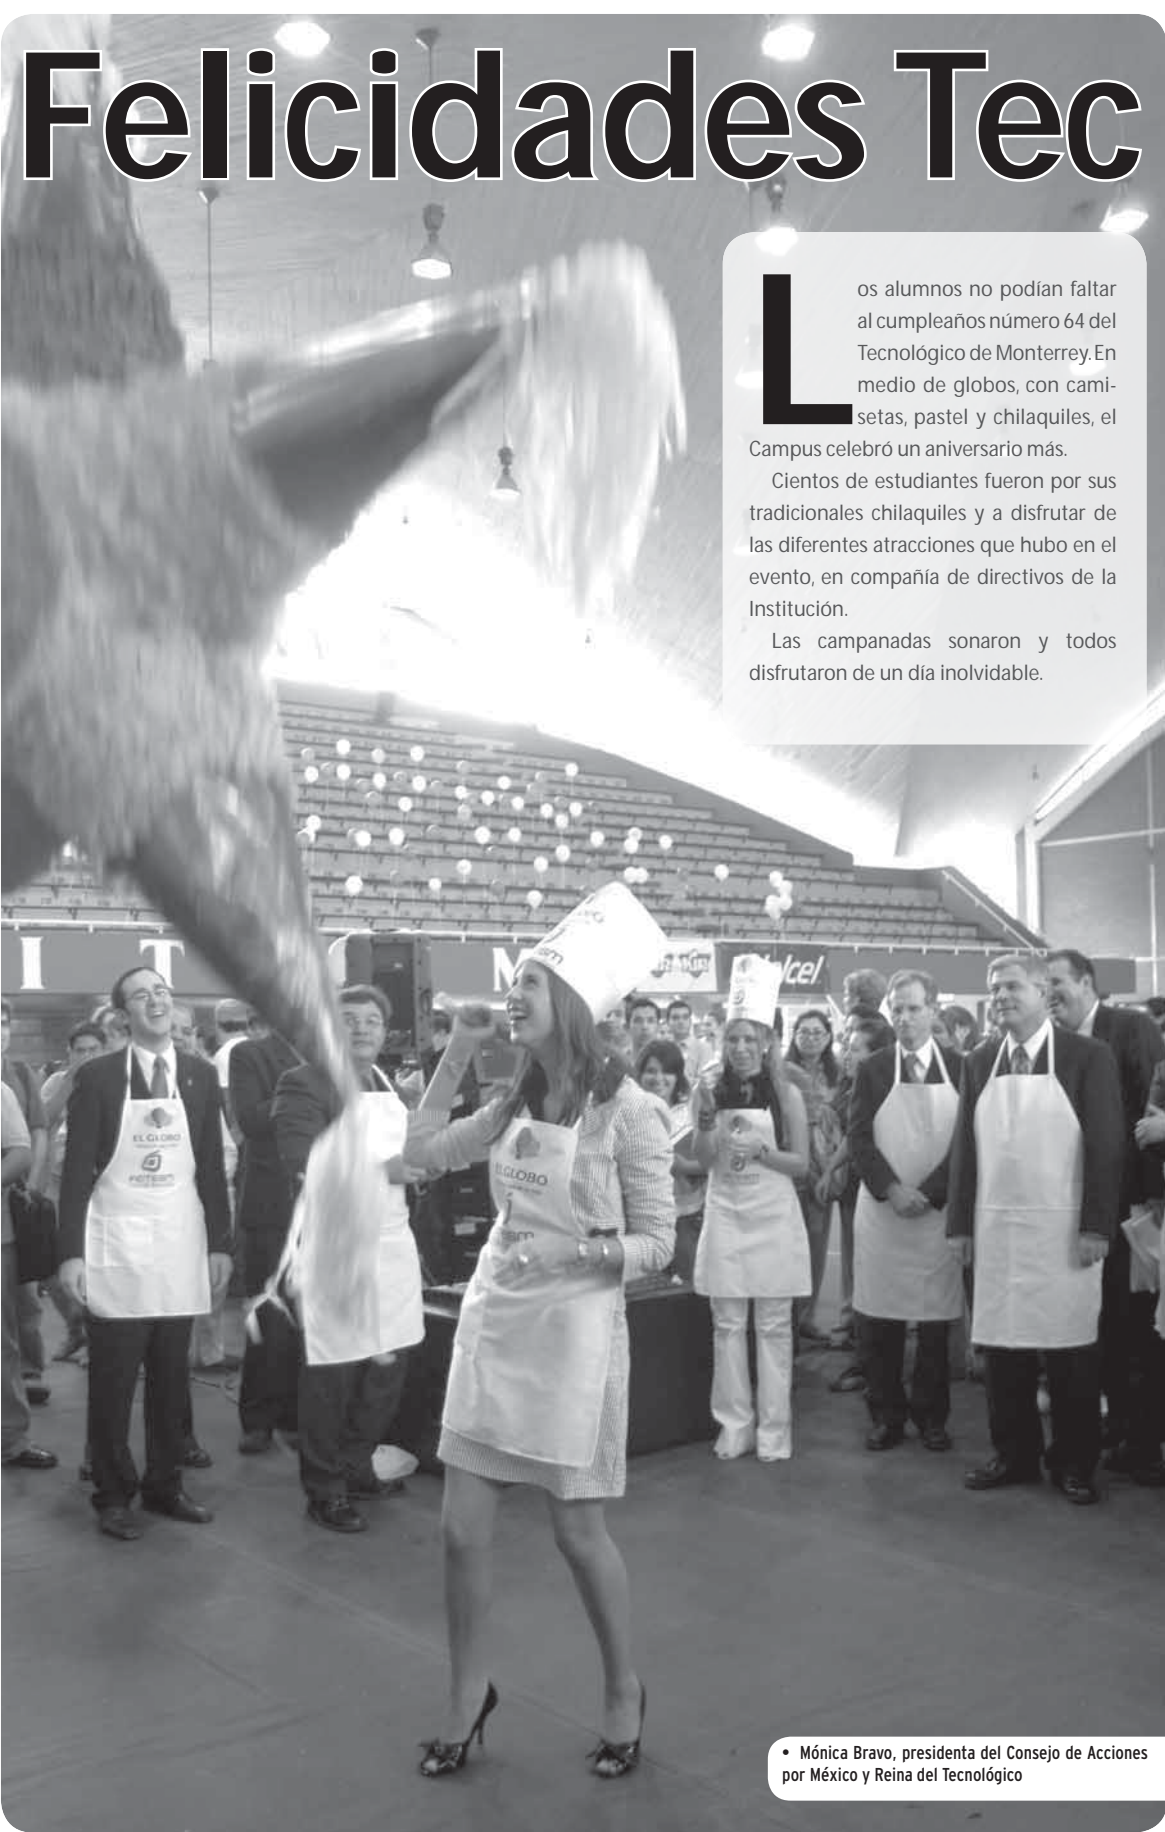 Felicidades Tec
Los alumnos no podían faltar
al cumpleaños número 64 del
Tecnológico de Monterrey. En
medio de globos, con cami-
setas, pastel y chilaquiles, el
Campus celebró un aniversario más.
Cientos de estudiantes fueron por sus
tradicionales chilaquiles y a disfrutar de
las diferentes atracciones que hubo en el
evento, en compañía de directivos de la
Institución.
Las campanadas sonaron y todos
disfrutaron de un día inolvidable.
I T M
Telcel
EL GLOBO
FETESM
EL GLOBO
• Mónica Bravo, presidenta del Consejo de Acciones
por México y Reina del Tecnológico